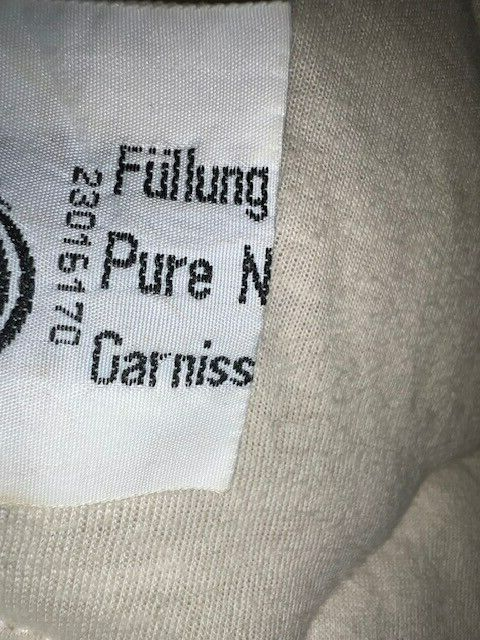 Füllung
Pure N
Garniss
23016170